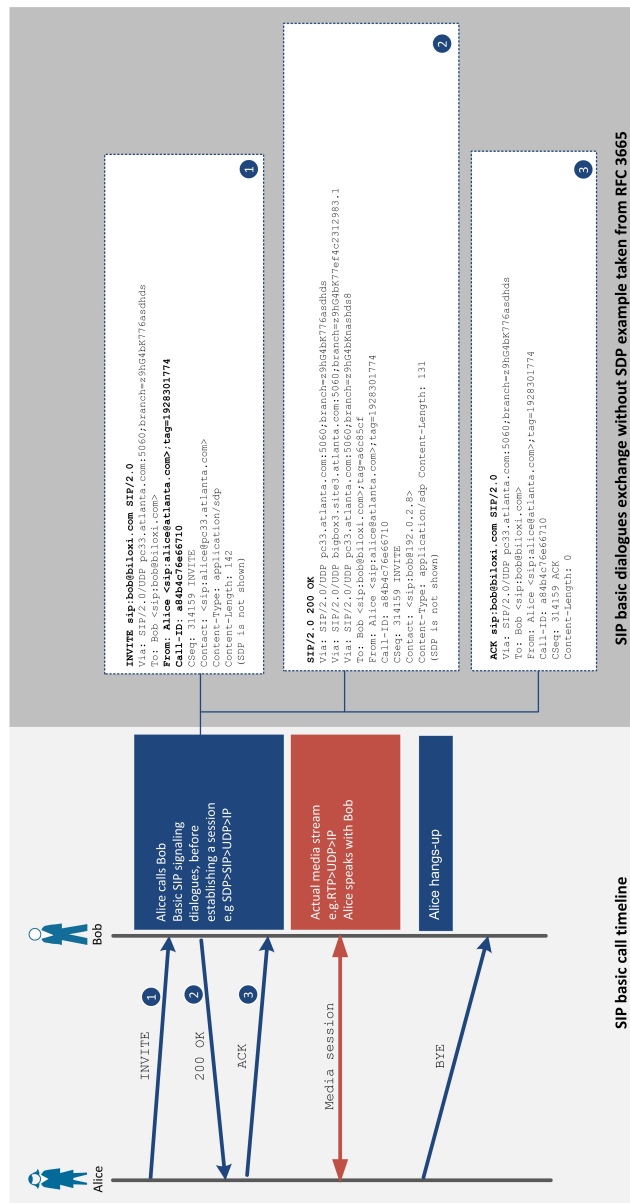 Alice
Bob
INVITE
1
200 OK
2
ACK
3
Media session
BYE
Alice calls Bob
Basic SIP signaling
dialogues, before
establishing a session
e.g SDP>SIP>UDP>IP
Actual media stream
e.g.RTP>UDP>IP
Alice speaks with Bob
Alice hangs-up
SIP basic call timeline
INVITE sip:bob@biloxi.com SIP/2.0
Via: SIP/2.0/UDP pc33.atlanta.com:5060;branch=z9hG4bK776asdhds
To: Bob <sip:bob@biloxi.com>
From: Alice <sip:alice@atlanta.com>;tag=1928301774
Call-ID: a84b4c76e66710
CSeq: 314159 INVITE
Contact: <sip:alice@pc33.atlanta.com>
Content-Type: application/sdp
Content-Length: 142
(SDP is not shown)
1
SIP/2.0 200 OK
Via: SIP/2.0/UDP pc33.atlanta.com:5060;branch=z9hG4bK776asdhds
Via: SIP/2.0/UDP bigbox3.site3.atlanta.com:5060;branch=z9hG4bK77ef4c2312983.1
Via: SIP/2.0/UDP pc33.atlanta.com:5060;branch=z9hG4bKnashds8
To: Bob <sip:bob@biloxi.com>;tag=a6c85cf
From: Alice <sip:alice@atlanta.com>;tag=1928301774
Call-ID: a84b4c76e66710
CSeq: 314159 INVITE
Contact: <sip:bob@192.0.2.8>
Content-Type: application/sdp Content-Length: 131
(SDP is not shown)
2
ACK sip:bob@biloxi.com SIP/2.0
Via: SIP/2.0/UDP pc33.atlanta.com:5060;branch=z9hG4bK776asdhds
To: Bob <sip:bob@biloxi.com>
From: Alice <sip:alice@atlanta.com>;tag=1928301774
Call-ID: a84b4c76e66710
CSeq: 314159 ACK
Content-Length: 0
3
SIP basic dialogues exchange without SDP example taken from RFC 3665